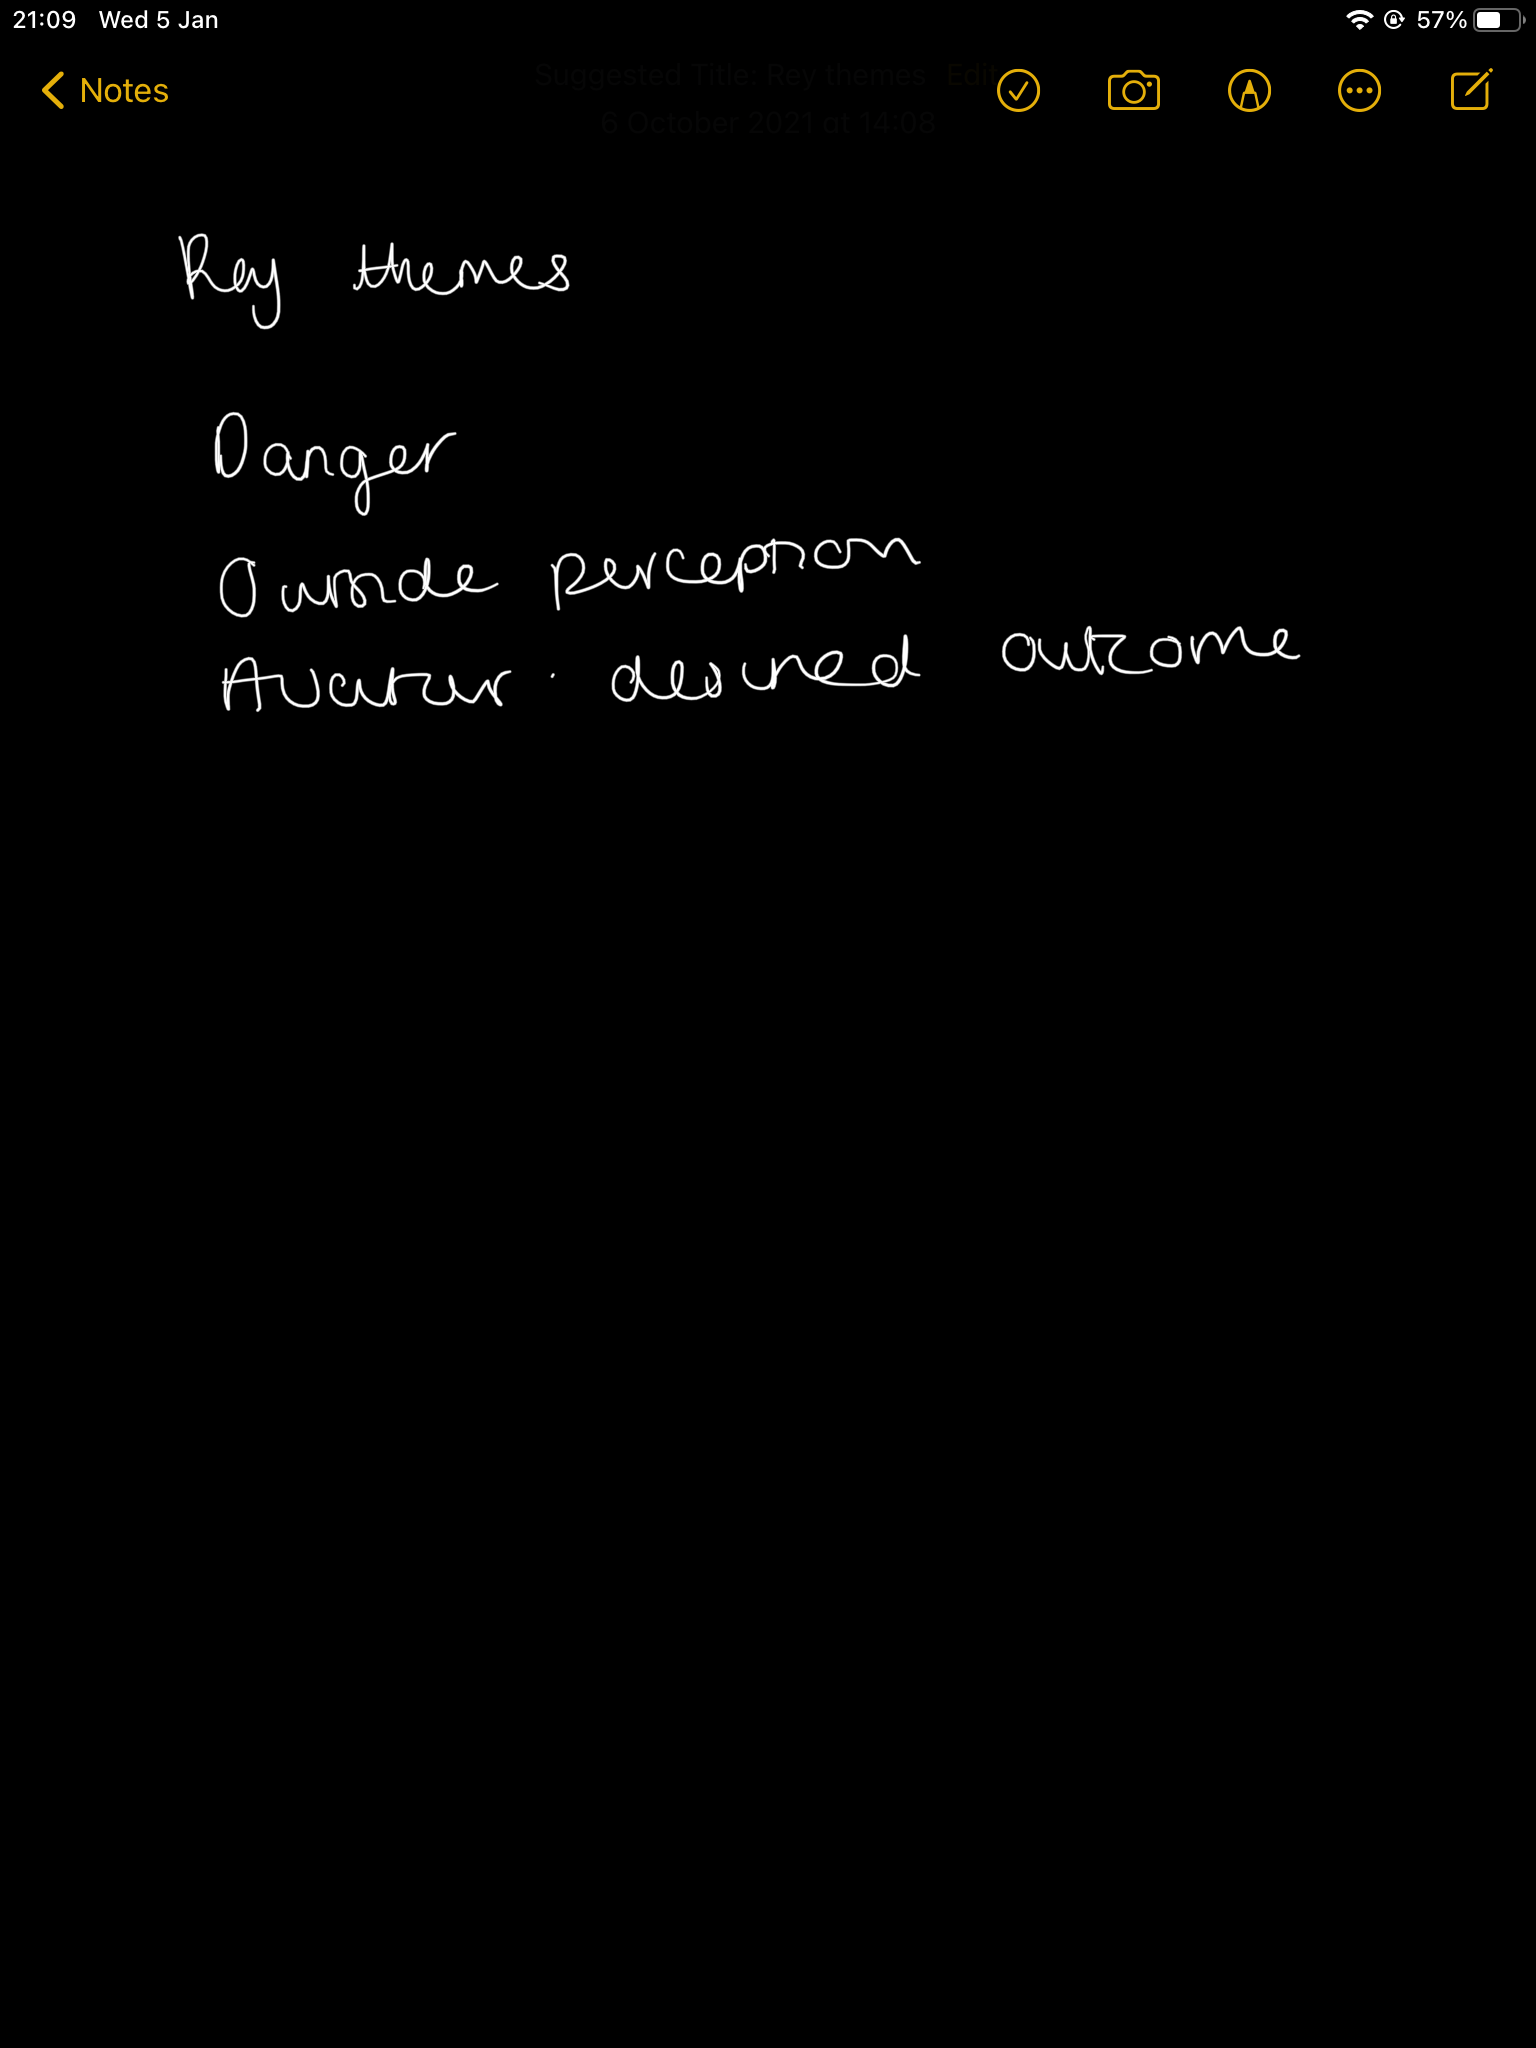 21:09 Wed 5 Jan 57%
Notes
Suggested Title: Rey themes Edit
6 October 2021 at 14:08
Key themes
Danger
Outside perception
Avatar. desired outcome